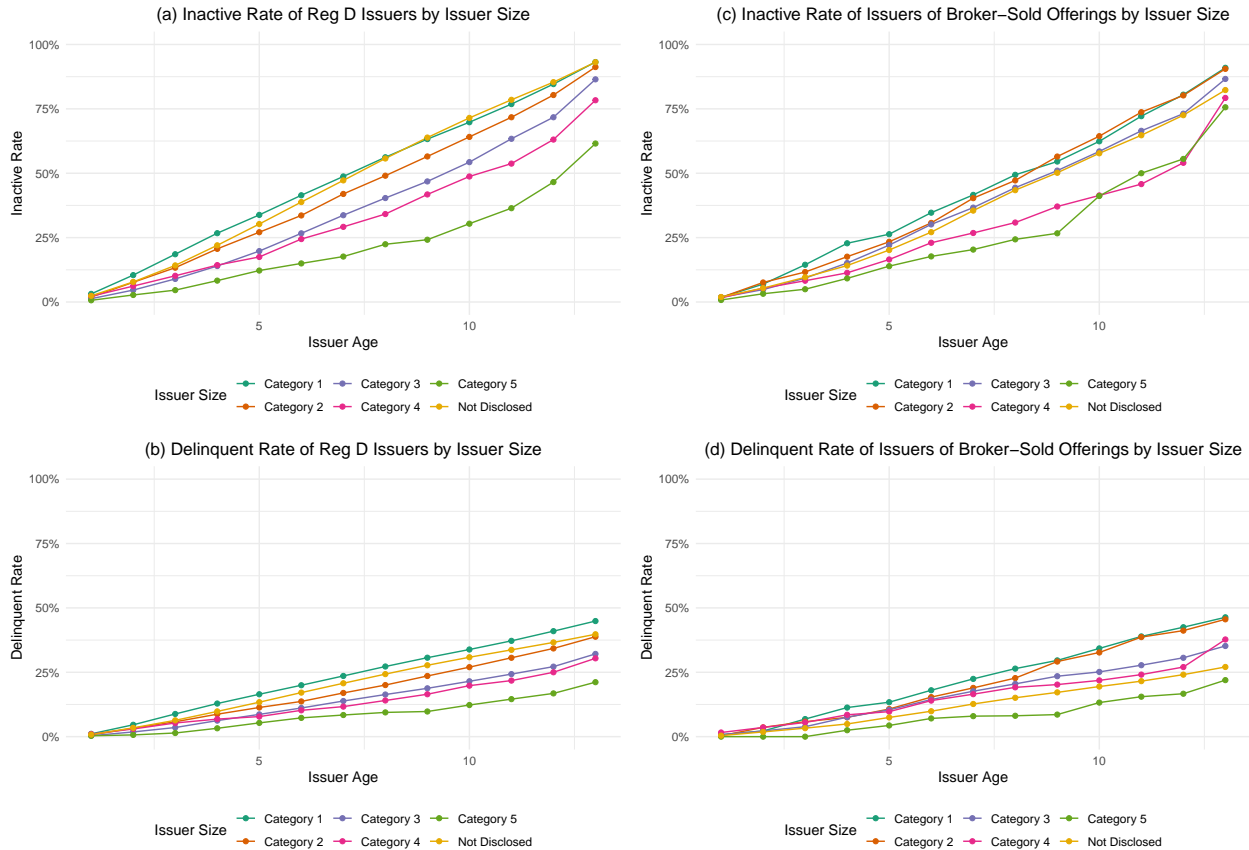 (a) Inactive Rate of Reg D Issuers by Issuer Size
100%
75%
50%
25%
0%
Inactive Rate
5
10
Issuer Age
Issuer Size
Category 1
Category 3
Category 5
Category 2
Category 4
Not Disclosed
(c) Inactive Rate of Issuers of Broker−Sold Offerings by Issuer Size
100%
75%
50%
25%
0%
Inactive Rate
5
10
Issuer Age
Issuer Size
Category 1
Category 3
Category 5
Category 2
Category 4
Not Disclosed
(b) Delinquent Rate of Reg D Issuers by Issuer Size
100%
75%
50%
25%
0%
Delinquent Rate
5
10
Issuer Age
Issuer Size
Category 1
Category 3
Category 5
Category 2
Category 4
Not Disclosed
(d) Delinquent Rate of Issuers of Broker−Sold Offerings by Issuer Size
100%
75%
50%
25%
0%
Delinquent Rate
5
10
Issuer Age
Issuer Size
Category 1
Category 3
Category 5
Category 2
Category 4
Not Disclosed